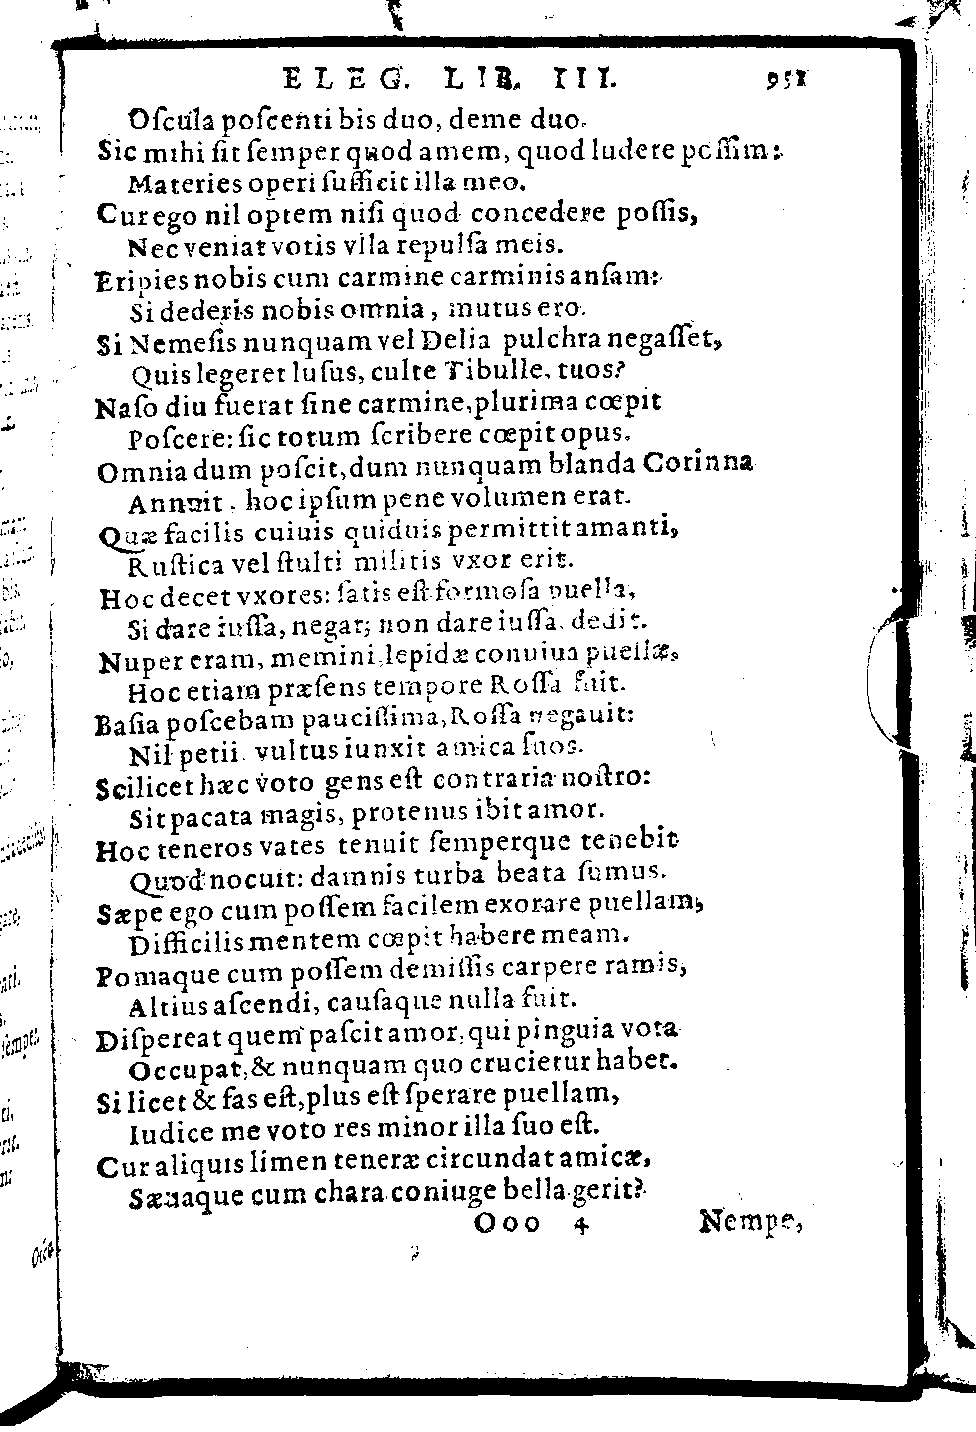 ELEG. LIB. III. 951
Oſcula poſcenti bis duo, deme duo.
Sic mihi ſit ſemper quod amem, quod ludere poſſim:
Materies operi ſufficit illa meo.
Cur ego nil optem niſi quod concedere poſſis,
Nec veniat votis vlla repulſa meis.
Eripies nobis cum carmine carminis anſam:
Si dederis nobis omnia, mutus ero.
Si Nemeſis nunquam vel Delia pulchra negaſſet,
Quis legeret luſus, culte Tibulle, tuos?
Naſo diu fuerat ſine carmine, plurima cœpit
Poſcere: ſic totum ſcribere cœpit opus.
Omnia dum poſcit, dum nunquam blanda Corinna
Annuit, hoc ipſum pene volumen erat.
Quæ facilis cuiuis quiduis permittit amanti,
Ruſtica vel ſtulti militis vxor erit.
Hoc decet vxores: ſatis eſt formoſa puella,
Si dare iuſſa, negat; non dare iuſſa, dedit.
Nuper eram, memini, lepidæ conuiua puellæ,
Hoc etiam præſens tempore Roſſa fuit.
Baſia poſcebam pauciſſima, Roſſa negauit:
Nil petii, vultus iunxit amica ſuos.
Scilicet hæc voto gens eſt contraria noſtro:
Sit pacata magis, protenus ibit amor.
Hoc teneros vates tenuit ſemperque tenebit
Quod nocuit: damnis turba beata ſumus.
Sæpe ego cum poſſem facilem exorare puellam,
Difficilis mentem cœpit habere meam.
Pomaque cum poſſem demiſſis carpere ramis,
Altius aſcendi, cauſaque nulla fuit.
Diſpereat quem paſcit amor, qui pinguia vota
Occupat, & nunquam quo crucietur habet.
Si licet & fas eſt, plus eſt ſperare puellam,
Iudice me voto res minor illa ſuo eſt.
Cur aliquis limen teneræ circundat amicæ,
Sæuaque cum chara coniuge bella gerit?
Ooo 4 Nempe,